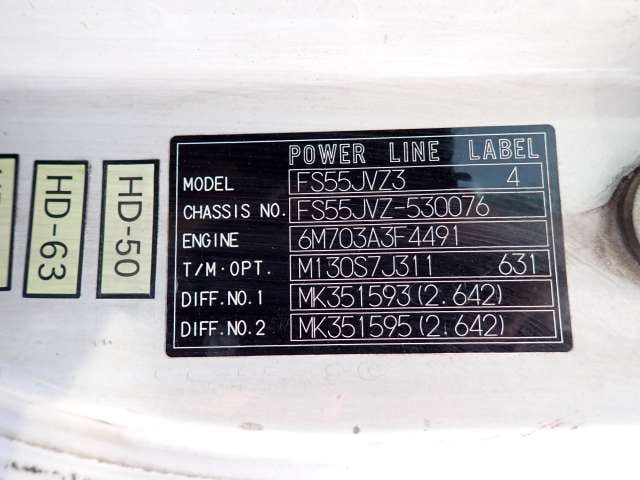 POWER LINE LABEL
MODEL FS55JVZ3 4
CHASSIS NO. FS55JVZ-530076
ENGINE 6M703A3F4491
T/M·OPT. M130S7J311 631
DIFF.NO.1 MK351593(2.642)
DIFF.NO.2 MK351595(2.642)
HD-63
HD-50